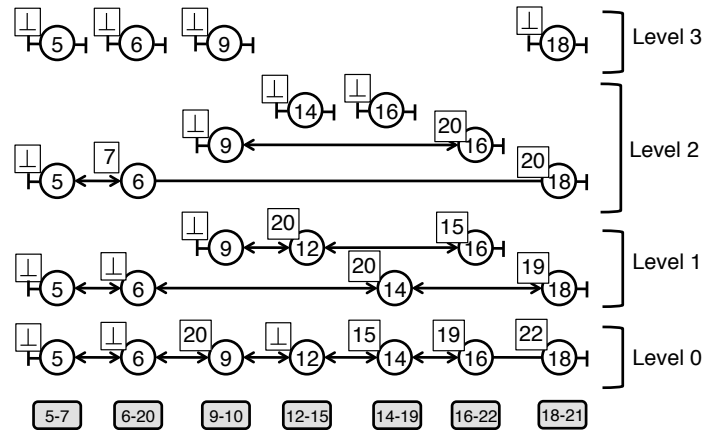 ⊥ 5 ⊥ 6 ⊥ 9 ⊥ 18 Level 3
⊥ 14 ⊥ 16
⊥ 9 20 16 Level 2
⊥ 5 7 6 20 18
⊥ 9 20 12 15 16
⊥ 5 ⊥ 6 20 14 19 18 Level 1
⊥ 5 ⊥ 6 20 9 ⊥ 12 15 14 19 16 22 18 Level 0
5-7 6-20 9-10 12-15 14-19 16-22 18-21